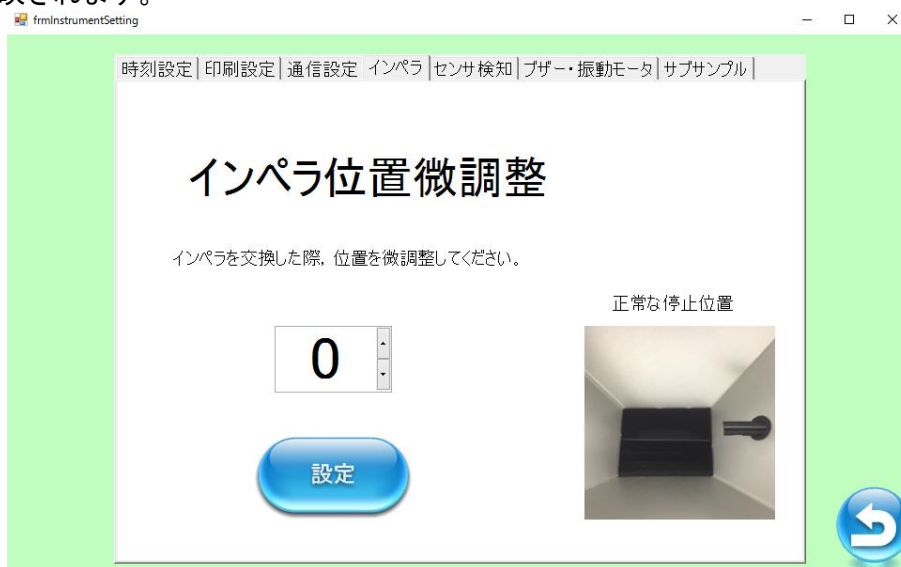 されます。
frmInstrumentSetting
時刻設定 印刷設定 通信設定 インペラ センサ検知 ブザー・振動モータ サブサンプル
インペラ位置微調整
インペラを交換した際, 位置を微調整してください。
正常な停止位置
0
設定